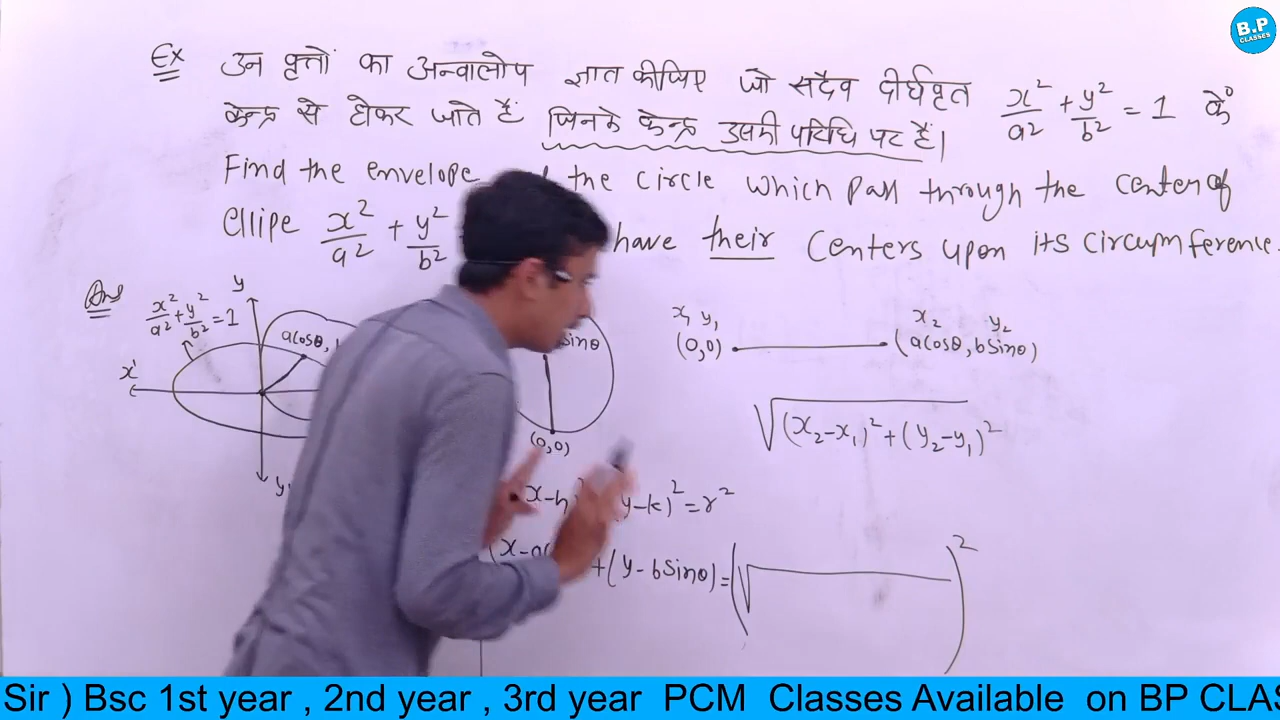 Ex उन वृत्तों का अन्वालोप ज्ञात कीजिए जो सदैव दीर्घवृत x²/a² + y²/b² = 1 के
केन्द्र से होकर जाते हैं जिनके केन्द्र उसकी परिधि पर हैं।
Find the envelope the circle which pass through the center of
ellipe x²/a² + y²/b² have their centers upon its circumference.
Ans
x²/a² + y²/b² = 1
y
x'
acosθ,
sinθ
(0,0)
x₁ y₁
(0,0)
x₂ y₂
(acosθ, bsinθ)
√(x₂-x₁)² + (y₂-y₁)²
x-h y-k)² = r²
(x-a + (y-bsinθ) = (√ )²
B.P
CLASSES
Sir ) Bsc 1st year , 2nd year , 3rd year PCM Classes Available on BP CLAS